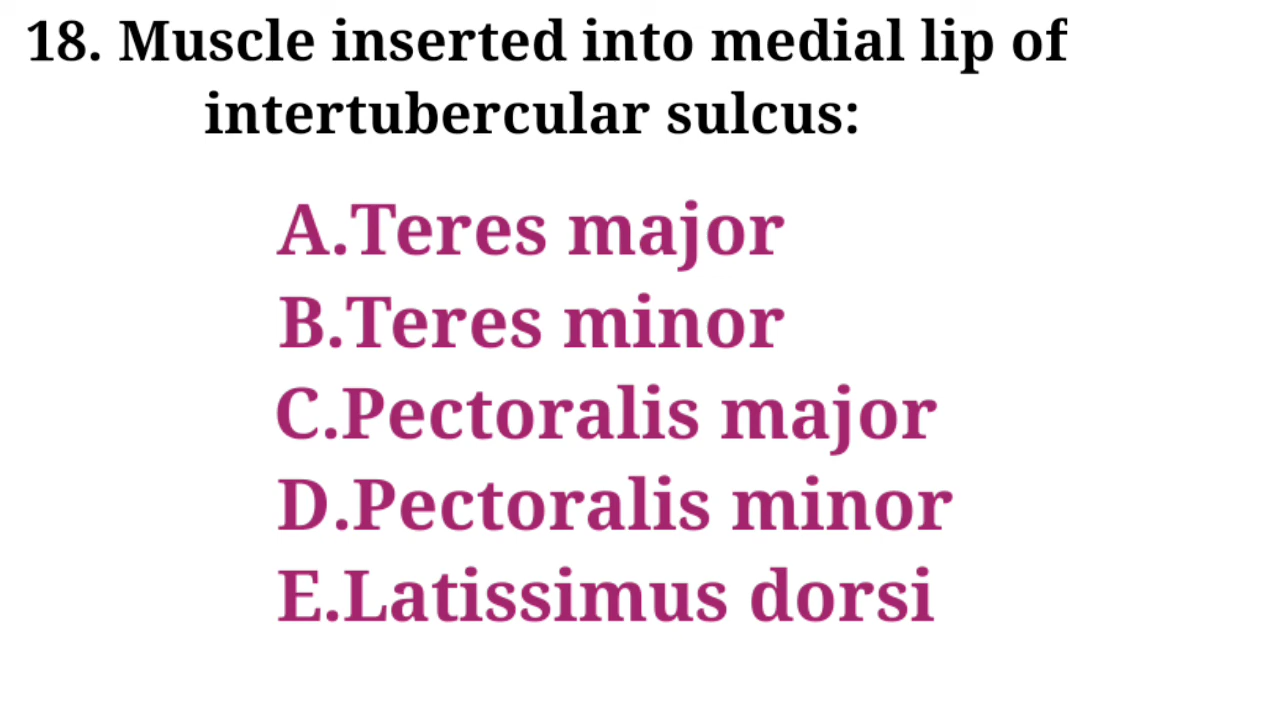 18. Muscle inserted into medial lip of
intertubercular sulcus:
A.Teres major
B.Teres minor
C.Pectoralis major
D.Pectoralis minor
E.Latissimus dorsi